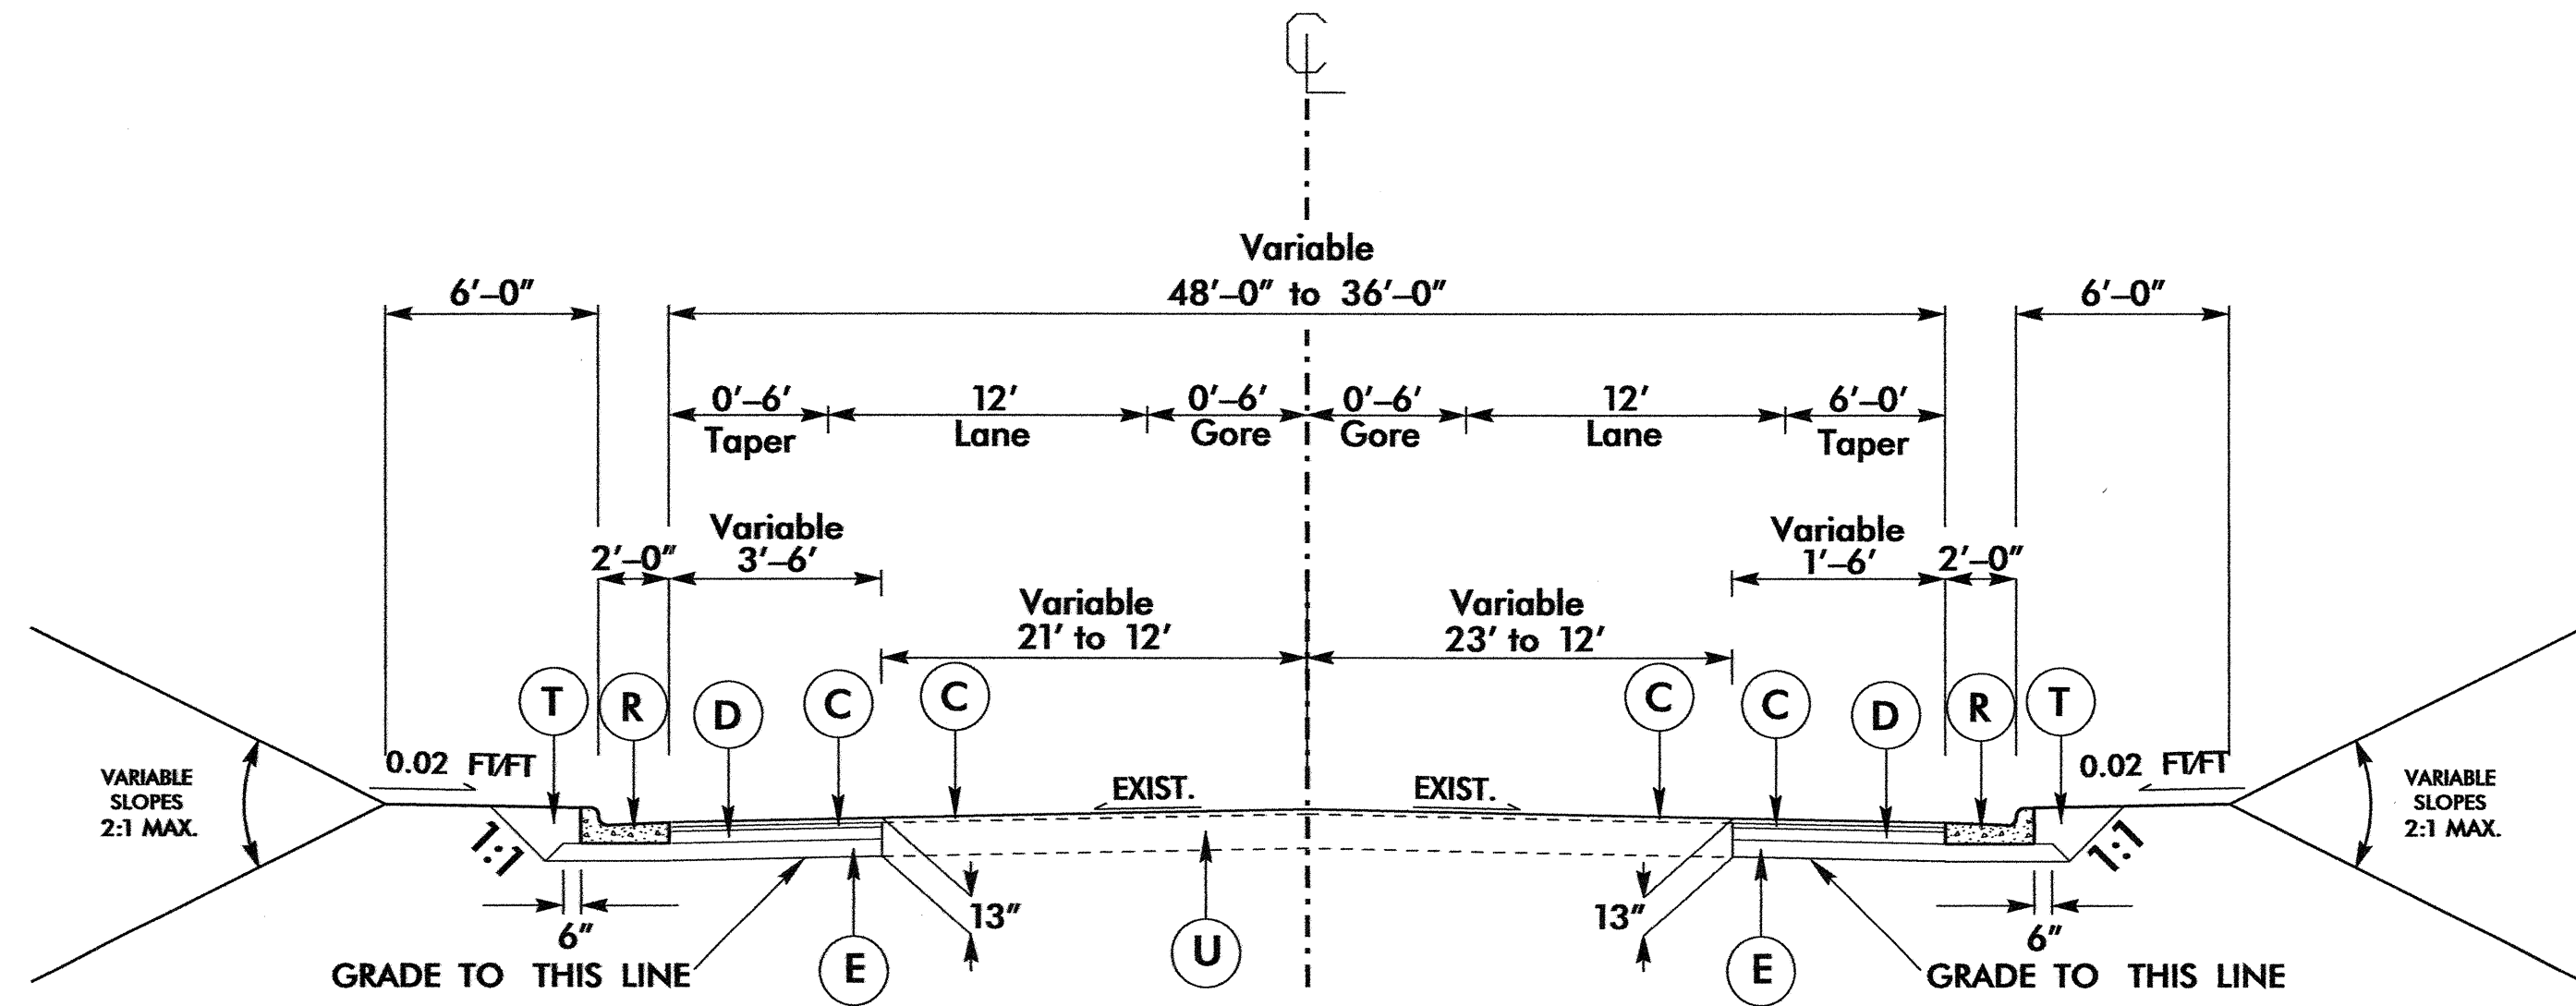 CL
Variable
6'–0" 48'–0" to 36'–0" 6'–0"
0'–6' 12' 0'–6' 0'–6' 12' 6'–0'
Taper Lane Gore Gore Lane Taper
Variable Variable
2'–0" 3'–6' 1'–6' 2'–0"
Variable Variable
21' to 12' 23' to 12'
T R D C C C C D R T
0.02 FT/FT EXIST. EXIST. 0.02 FT/FT
VARIABLE
SLOPES
2:1 MAX.
VARIABLE
SLOPES
2:1 MAX.
1:1 1:1
13" 13"
6" 6"
U
E E
GRADE TO THIS LINE GRADE TO THIS LINE